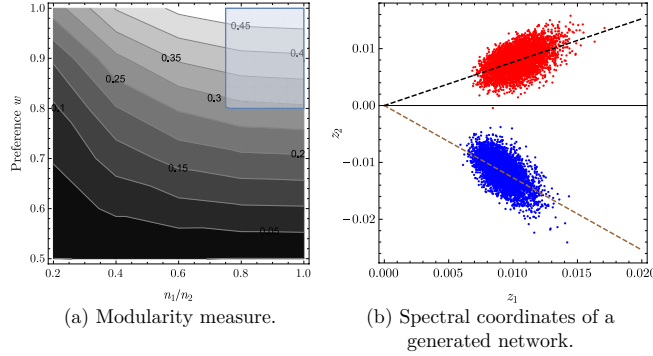 1.0
0.9
0.8
0.7
0.6
0.5
Preference w
0.45
0.4
0.35
0.3
0.25
0.2
0.15
0.1
0.05
0.2 0.4 0.6 0.8 1.0
n₁/n₂
(a) Modularity measure.
0.01
0.00
−0.01
−0.02
z₂
0.000 0.005 0.010 0.015 0.020
z₁
(b) Spectral coordinates of a
generated network.